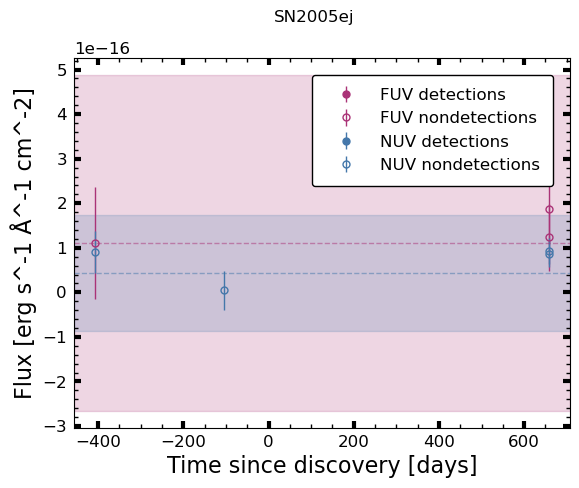 SN2005ej
1e−16
5
4
3
2
1
0
−1
−2
−3
Flux [erg s^-1 Å^-1 cm^-2]
FUV detections
FUV nondetections
NUV detections
NUV nondetections
−400 −200 0 200 400 600
Time since discovery [days]